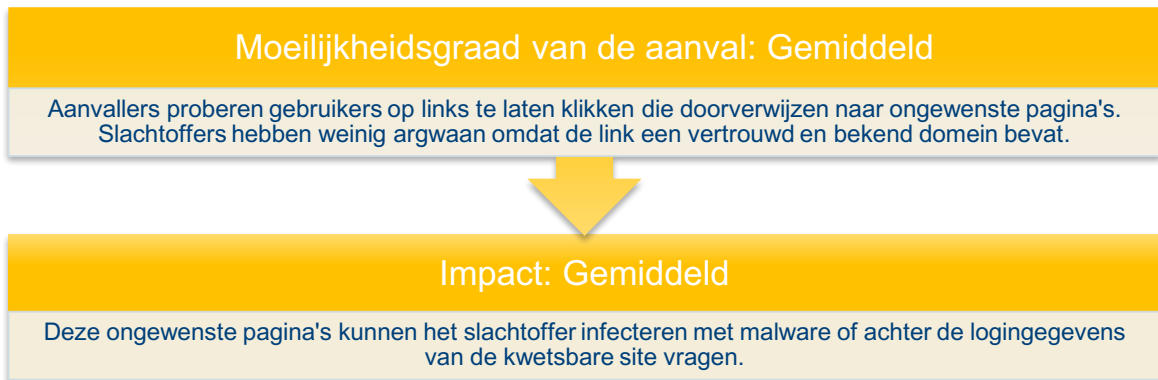 Moeilijkheidsgraad van de aanval: Gemiddeld
Aanvallers proberen gebruikers op links te laten klikken die doorverwijzen naar ongewenste pagina's.
Slachtoffers hebben weinig argwaan omdat de link een vertrouwd en bekend domein bevat.
Impact: Gemiddeld
Deze ongewenste pagina's kunnen het slachtoffer infecteren met malware of achter de logingegevens
van de kwetsbare site vragen.